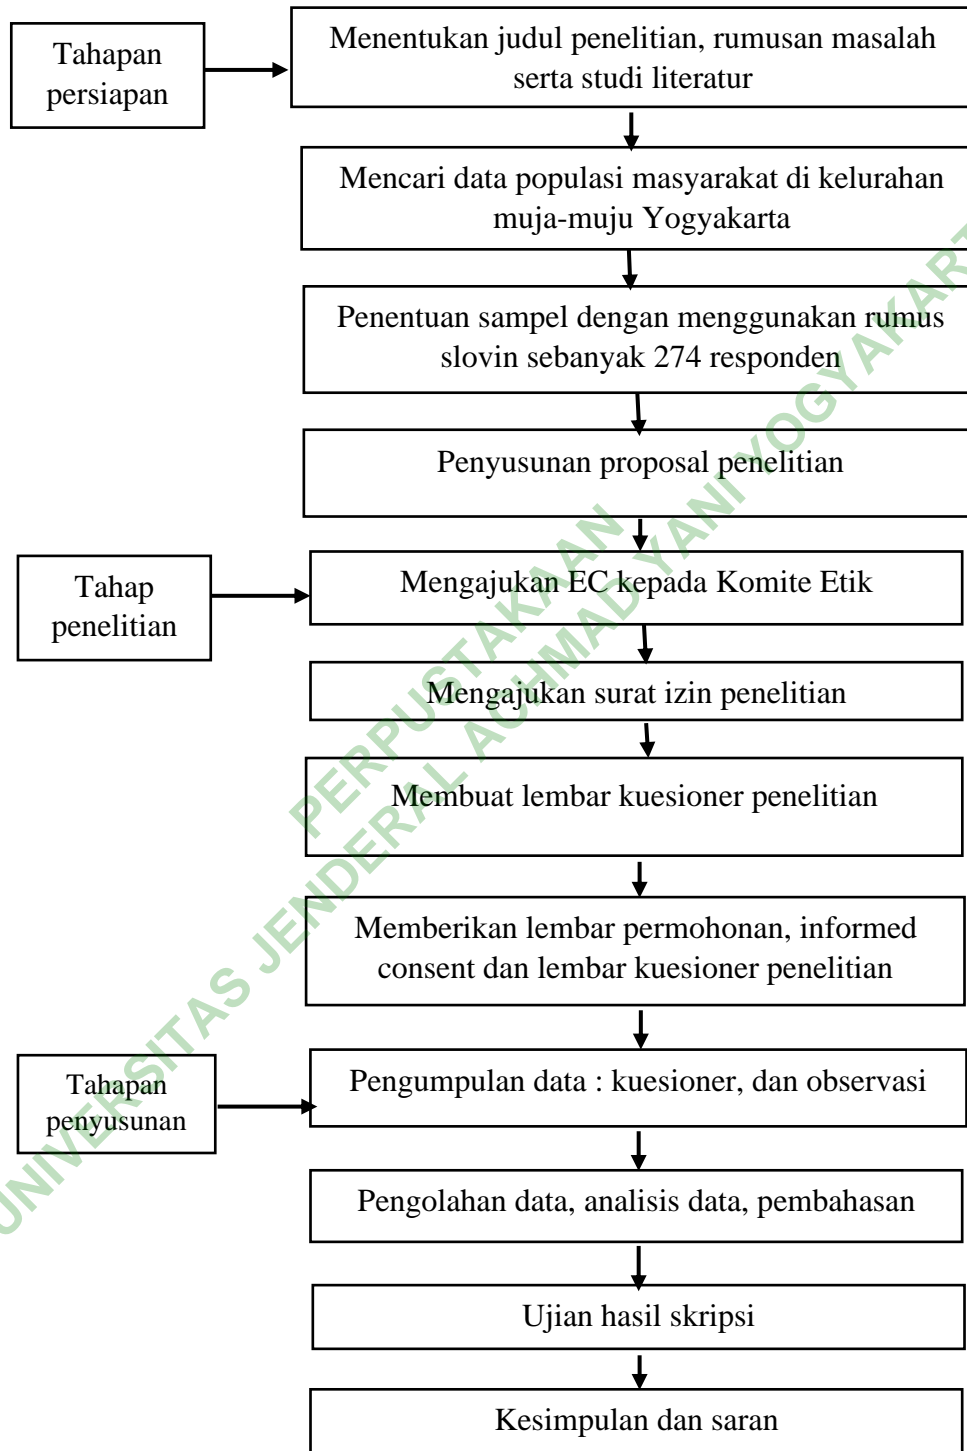 Tahapan
persiapan
Menentukan judul penelitian, rumusan masalah
serta studi literatur
Mencari data populasi masyarakat di kelurahan
muja-muju Yogyakarta
Penentuan sampel dengan menggunakan rumus
slovin sebanyak 274 responden
Penyusunan proposal penelitian
Tahap
penelitian
Mengajukan EC kepada Komite Etik
Mengajukan surat izin penelitian
Membuat lembar kuesioner penelitian
Memberikan lembar permohonan, informed
consent dan lembar kuesioner penelitian
Tahapan
penyusunan
Pengumpulan data : kuesioner, dan observasi
Pengolahan data, analisis data, pembahasan
Ujian hasil skripsi
Kesimpulan dan saran
PERPUSTAKAAN
UNIVERSITAS JENDERAL ACHMAD YANI YOGYAKART